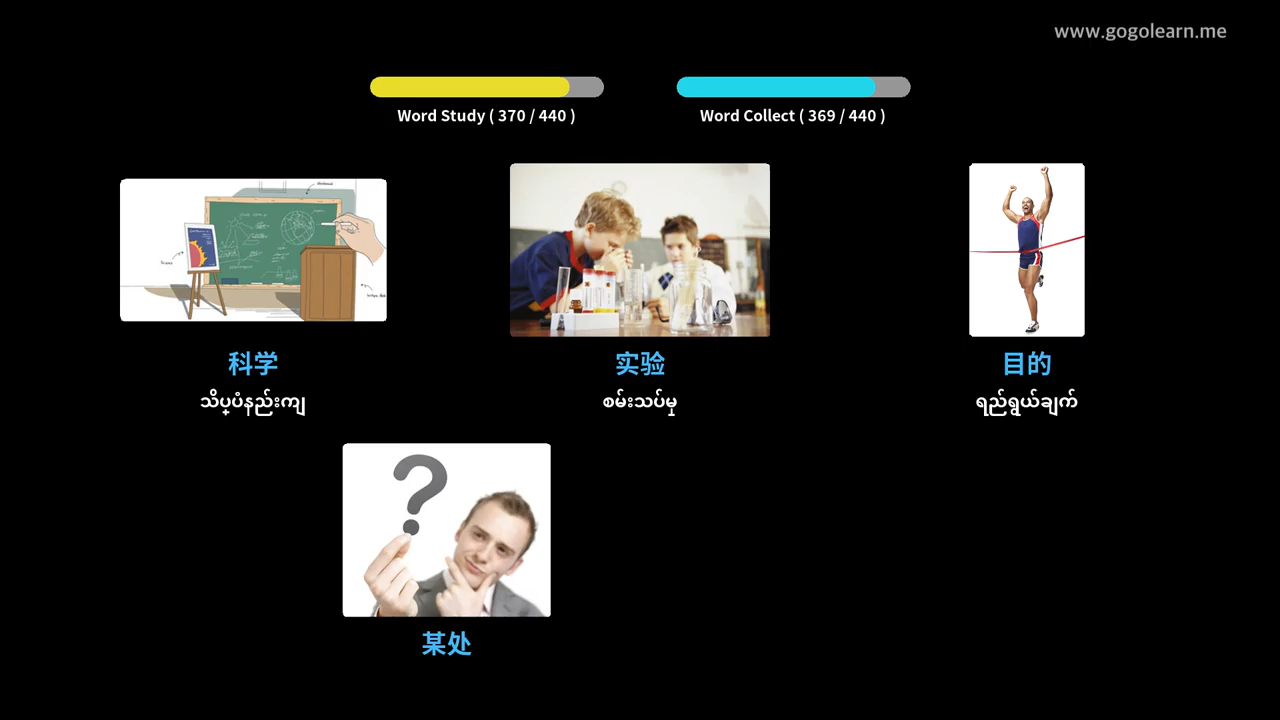 www.gogolearn.me
Word Study ( 370 / 440 )
Word Collect ( 369 / 440 )
科学
实验
目的
သိပ္ပံနည်းကျ
စမ်းသပ်မှု
ရည်ရွယ်ချက်
某处